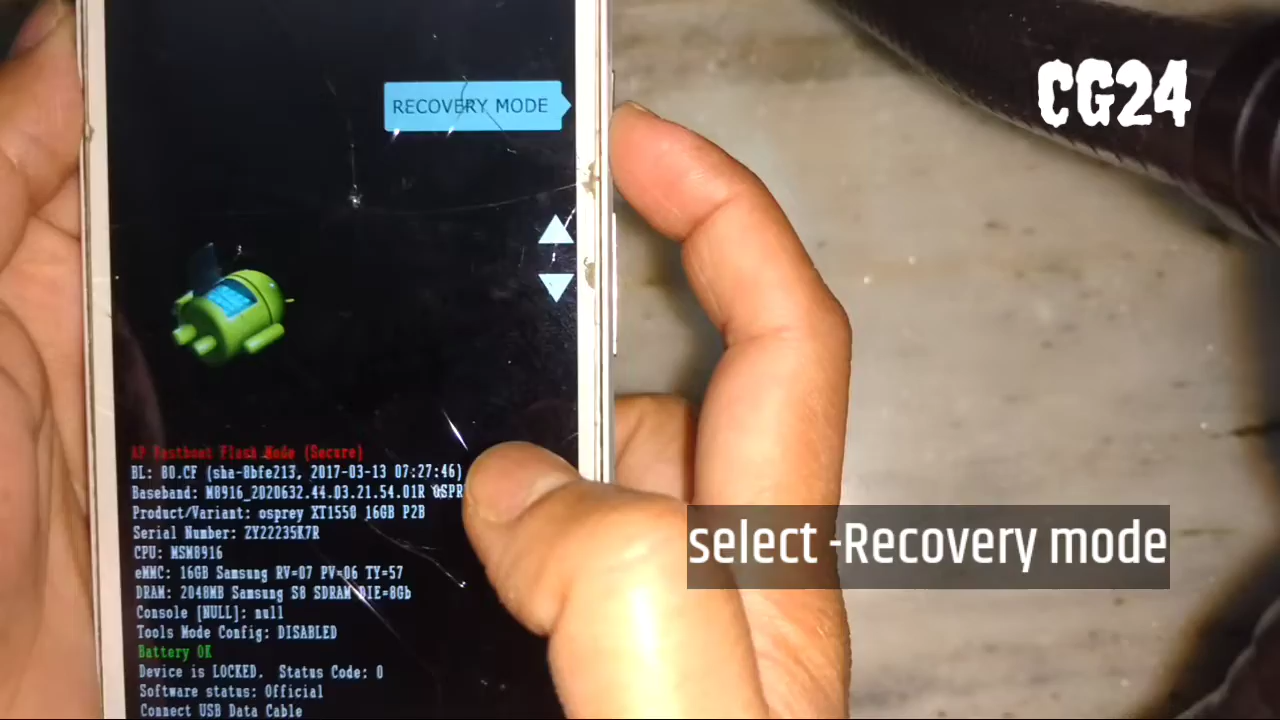 CG24
RECOVERY MODE
AP Fastboot Flash Mode (Secure)
BL: 80.CF (sha-8bfe213, 2017-03-13 07:27:46)
Baseband: M8916_2020632.44.03.21.54.01R OSPR
Product/Variant: osprey XT1550 16GB P2B
Serial Number: ZY22235K7R
CPU: MSM8916
eMMC: 16GB Samsung RV=07 PV=06 TY=57
DRAM: 2048MB Samsung S8 SDRAM DIE=8Gb
Console [NULL]: null
Tools Mode Config: DISABLED
Battery OK
Device is LOCKED. Status Code: 0
Software status: Official
Connect USB Data Cable
select -Recovery mode